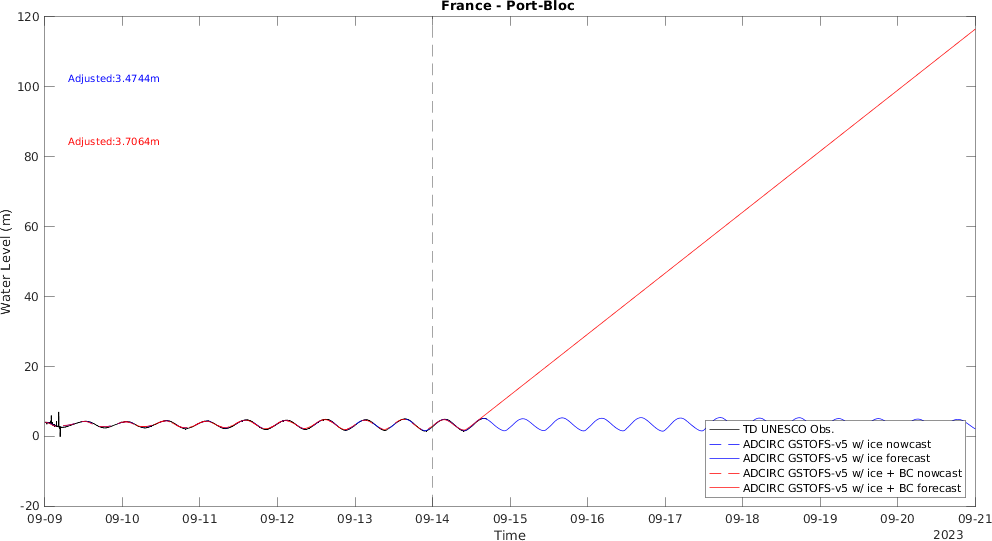 France - Port-Bloc
120
100
80
60
40
20
0
-20
Water Level (m)
Adjusted:3.4744m
Adjusted:3.7064m
TD UNESCO Obs.
ADCIRC GSTOFS-v5 w/ ice nowcast
ADCIRC GSTOFS-v5 w/ ice forecast
ADCIRC GSTOFS-v5 w/ ice + BC nowcast
ADCIRC GSTOFS-v5 w/ ice + BC forecast
09-09 09-10 09-11 09-12 09-13 09-14 09-15 09-16 09-17 09-18 09-19 09-20 09-21
Time
2023